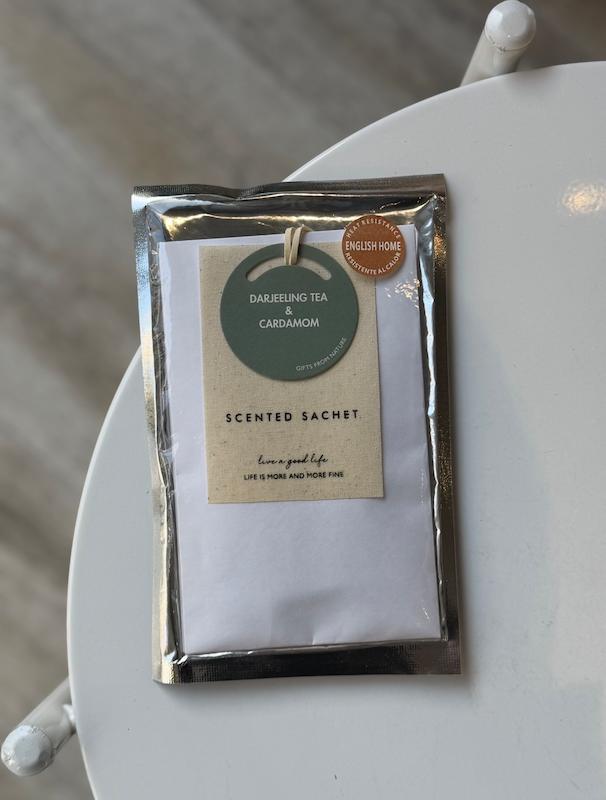 HEAT RESISTANCE
ENGLISH HOME
RESISTENTE AL CALOR
DARJEELING TEA
&
CARDAMOM
GIFTS FROM NATURE
SCENTED SACHET
live a good life
LIFE IS MORE AND MORE FINE